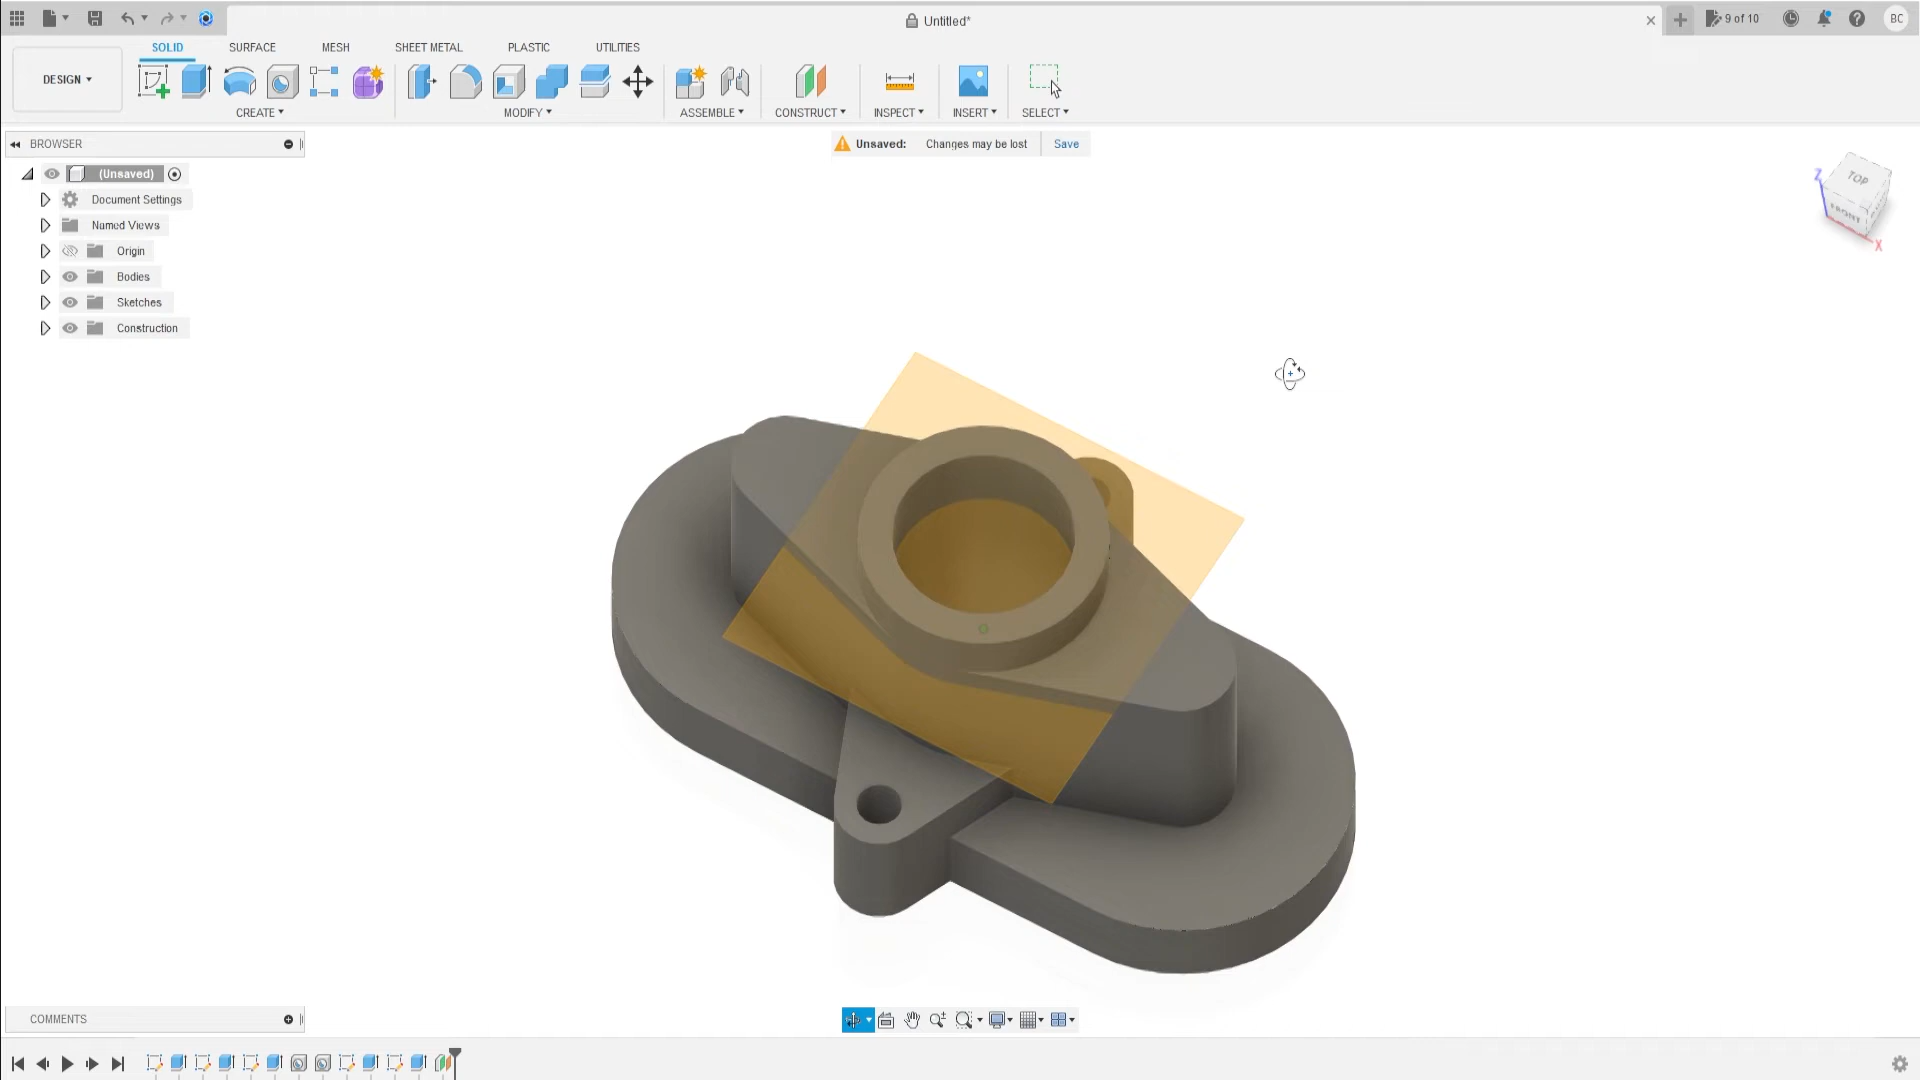 Untitled*
9 of 10
BC
DESIGN
SOLID
SURFACE
MESH
SHEET METAL
PLASTIC
UTILITIES
CREATE
MODIFY
ASSEMBLE
CONSTRUCT
INSPECT
INSERT
SELECT
BROWSER
Unsaved: Changes may be lost Save
(Unsaved)
Document Settings
Named Views
Origin
Bodies
Sketches
Construction
TOP
FRONT
Z
X
COMMENTS